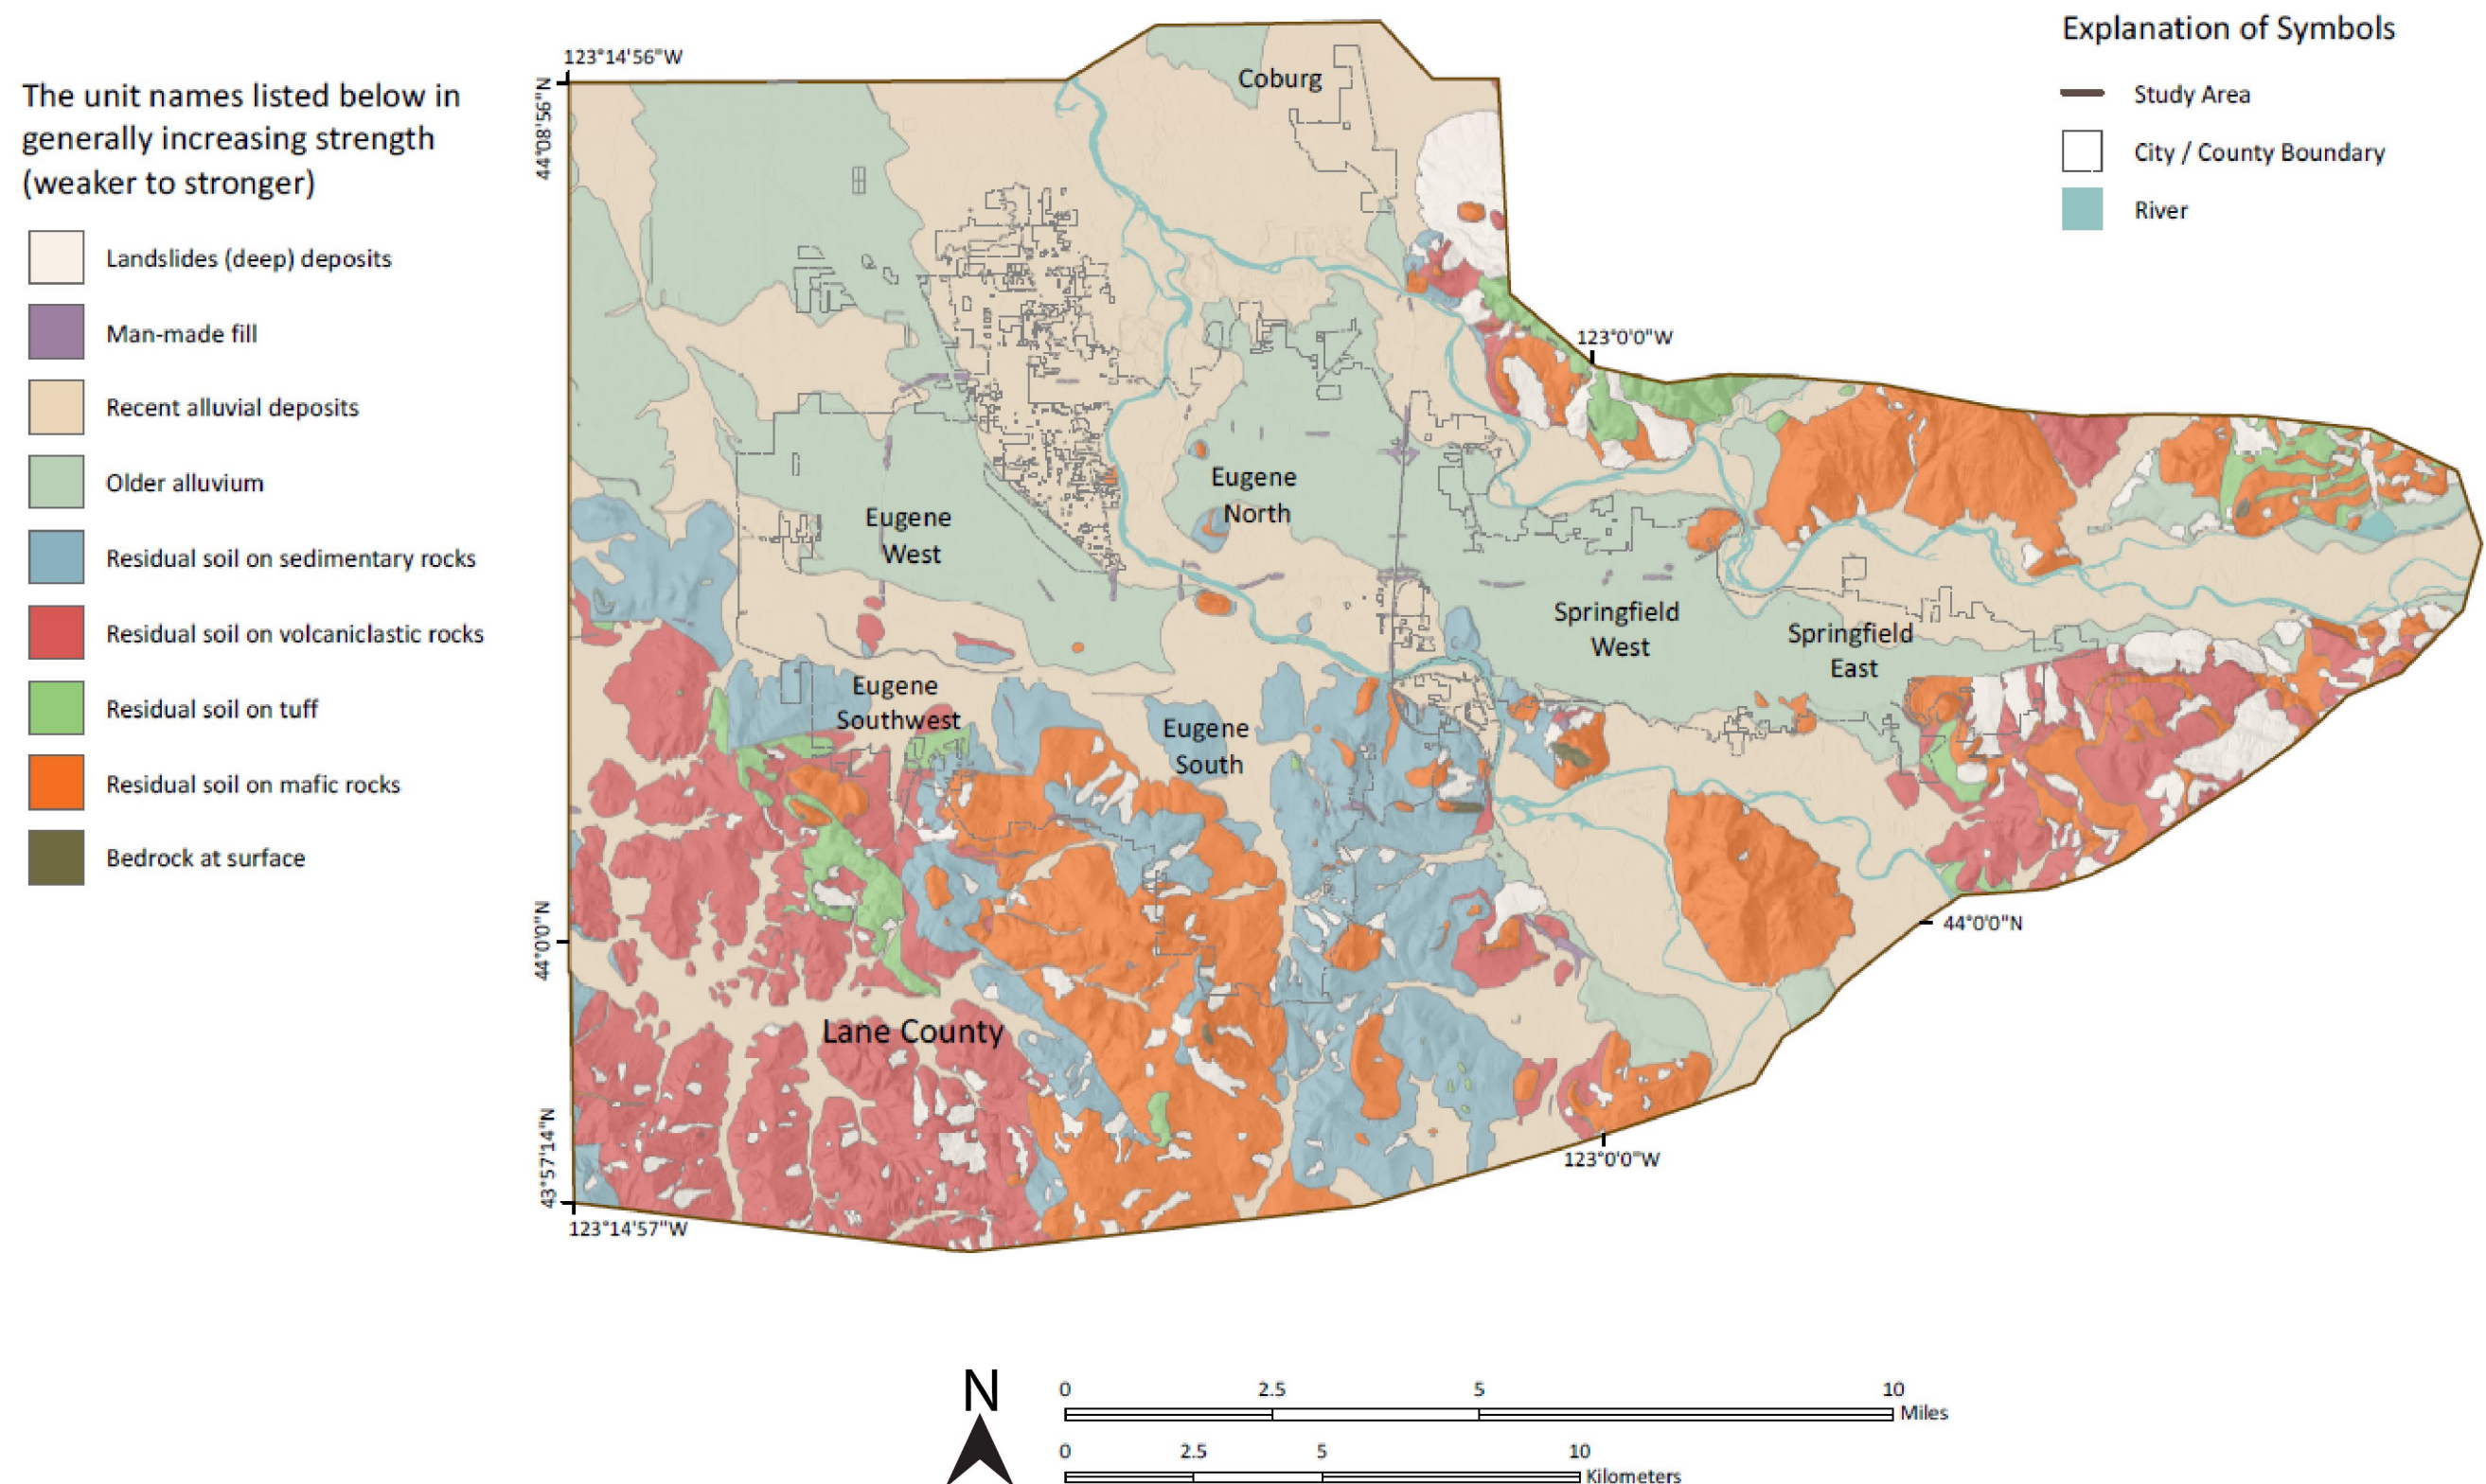 The unit names listed below in
generally increasing strength
(weaker to stronger)
Landslides (deep) deposits
Man-made fill
Recent alluvial deposits
Older alluvium
Residual soil on sedimentary rocks
Residual soil on volcaniclastic rocks
Residual soil on tuff
Residual soil on mafic rocks
Bedrock at surface
123°14'56"W
44°08'56"N
44°0'0"N
43°57'14"N
123°14'57"W
Coburg
Eugene
North
Eugene
West
Springfield
West
Springfield
East
Eugene
Southwest
Eugene
South
Lane County
123°0'0"W
44°0'0"N
123°0'0"W
Explanation of Symbols
Study Area
City / County Boundary
River
N
0 2.5 5 10
Miles
0 2.5 5 10
Kilometers